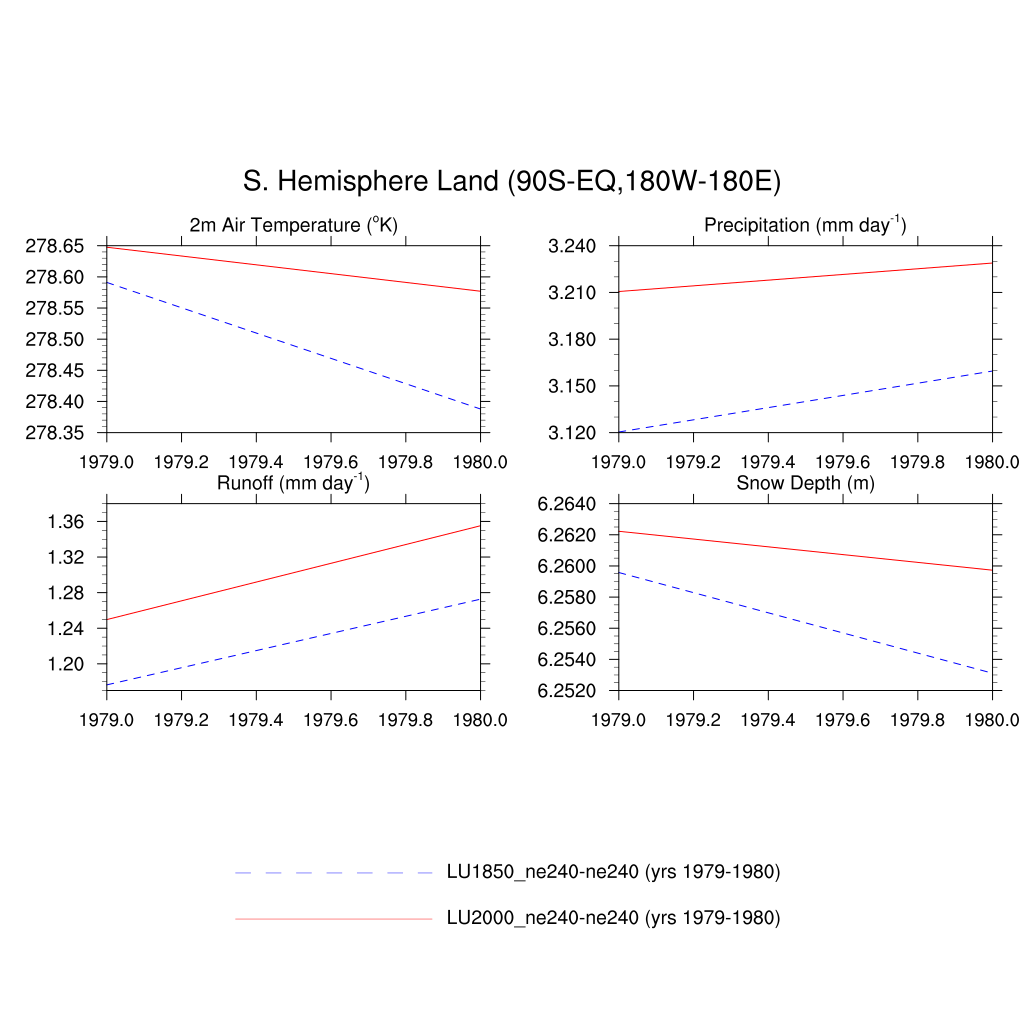 S. Hemisphere Land (90S-EQ,180W-180E)
2m Air Temperature (°K)
278.65
278.60
278.55
278.50
278.45
278.40
278.35
1979.0 1979.2 1979.4 1979.6 1979.8 1980.0
Precipitation (mm day⁻¹)
3.240
3.210
3.180
3.150
3.120
1979.0 1979.2 1979.4 1979.6 1979.8 1980.0
Runoff (mm day⁻¹)
1.36
1.32
1.28
1.24
1.20
1979.0 1979.2 1979.4 1979.6 1979.8 1980.0
Snow Depth (m)
6.2640
6.2620
6.2600
6.2580
6.2560
6.2540
6.2520
1979.0 1979.2 1979.4 1979.6 1979.8 1980.0
LU1850_ne240-ne240 (yrs 1979-1980)
LU2000_ne240-ne240 (yrs 1979-1980)